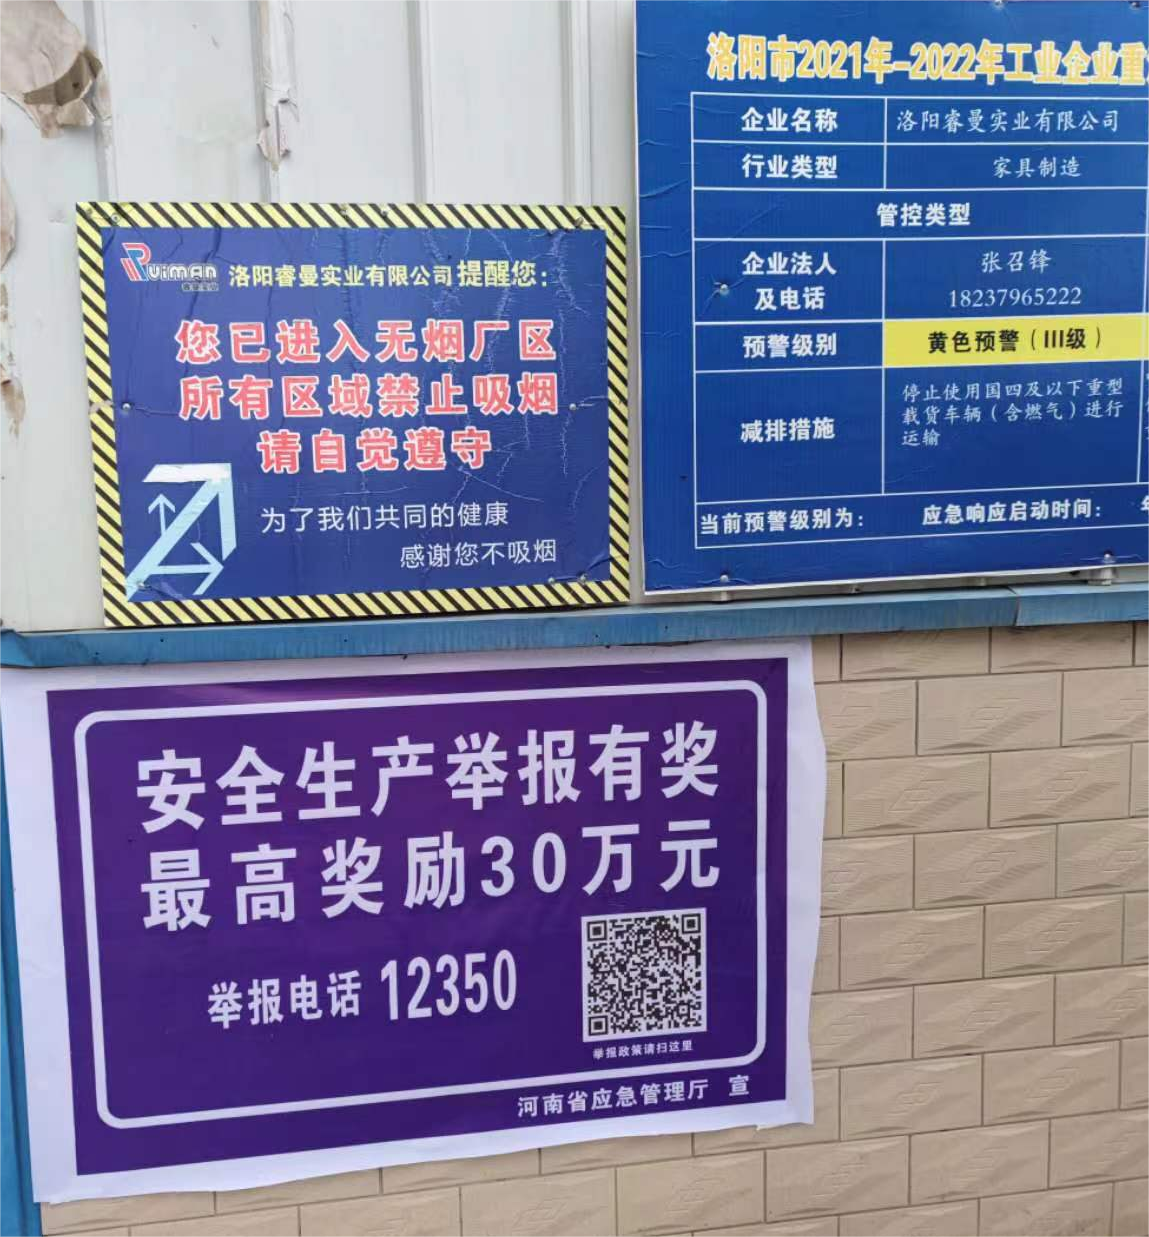 Ruiman
洛阳睿曼实业有限公司提醒您:
您已进入无烟厂区
所有区域禁止吸烟
请自觉遵守
为了我们共同的健康
感谢您不吸烟
洛阳市2021年-2022年工业企业重
企业名称 洛阳睿曼实业有限公司
行业类型 家具制造
管控类型
企业法人 张召锋
及电话 18237965222
预警级别 黄色预警(III级)
减排措施
停止使用国四及以下重型
载货车辆(含燃气)进行
运输
当前预警级别为: 应急响应启动时间:
安全生产举报有奖
最高奖励30万元
举报电话 12350
举报政策请扫这里
河南省应急管理厅 宣